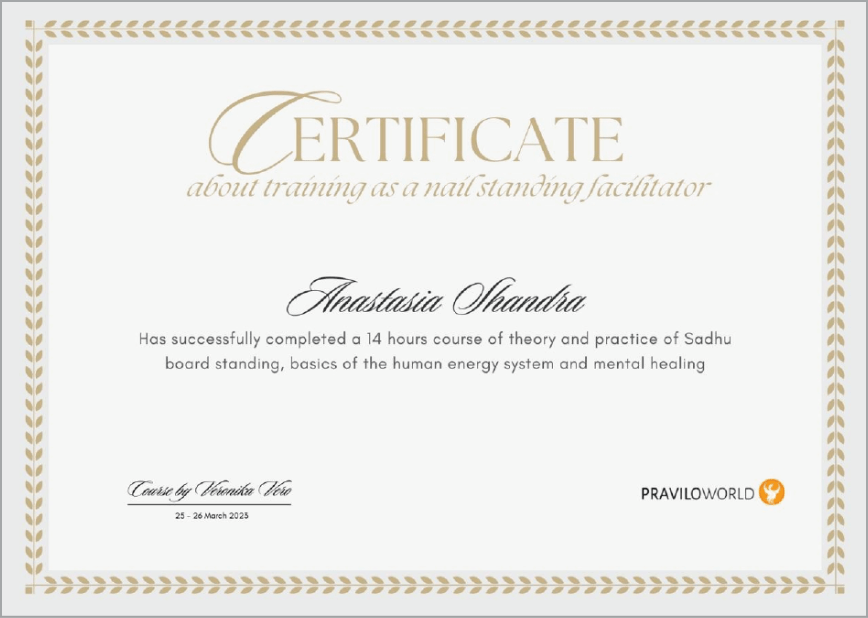 CERTIFICATE
about training as a nail standing facilitator
Anastasia Shandra
Has successfully completed a 14 hours course of theory and practice of Sadhu
board standing, basics of the human energy system and mental healing
Course by Veronika Vero
25 - 26 March 2023
PRAVILOWORLD